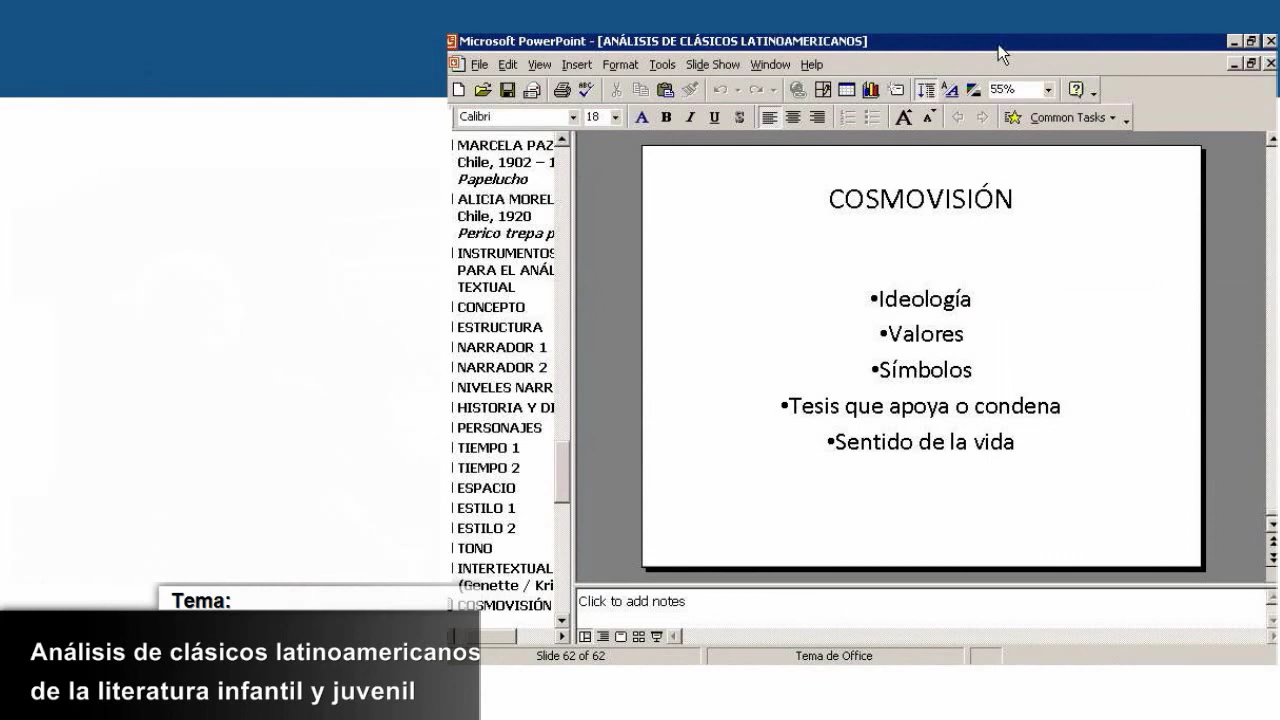 Microsoft PowerPoint - [ANÁLISIS DE CLÁSICOS LATINOAMERICANOS]
File Edit View Insert Format Tools Slide Show Window Help
55%
Calibri 18 A B I U S Common Tasks
MARCELA PAZ
Chile, 1902 – 1
Papelucho
ALICIA MOREL
Chile, 1920
Perico trepa p
INSTRUMENTOS
PARA EL ANÁL
TEXTUAL
CONCEPTO
ESTRUCTURA
NARRADOR 1
NARRADOR 2
NIVELES NARR
HISTORIA Y DI
PERSONAJES
TIEMPO 1
TIEMPO 2
ESPACIO
ESTILO 1
ESTILO 2
TONO
INTERTEXTUAL
(Genette / Kri
COSMOVISIÓN
COSMOVISIÓN
•Ideología
•Valores
•Símbolos
•Tesis que apoya o condena
•Sentido de la vida
Click to add notes
Slide 62 of 62 Tema de Office
Tema:
Análisis de clásicos latinoamericanos
de la literatura infantil y juvenil